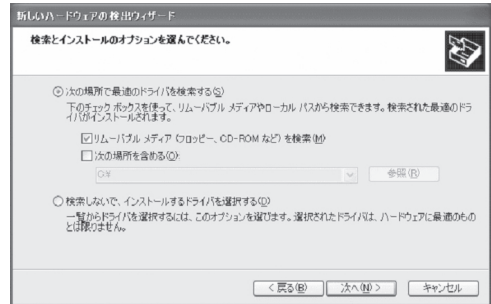 新しいハードウェアの検出ウィザード
検索とインストールのオプションを選んでください。
次の場所で最適のドライバを検索する(S)
下のチェック ボックスを使って、リムーバブル メディアやローカル パスから検索できます。検索された最適のドラ
イバがインストールされます。
リムーバブル メディア (フロッピー、CD-ROM など) を検索(M)
次の場所を含める(O):
G:¥
参照(R)
検索しないで、インストールするドライバを選択する(D)
一覧からドライバを選択するには、このオプションを選びます。選択されたドライバは、ハードウェアに最適のもの
とは限りません。
< 戻る(B)
次へ(N) >
キャンセル